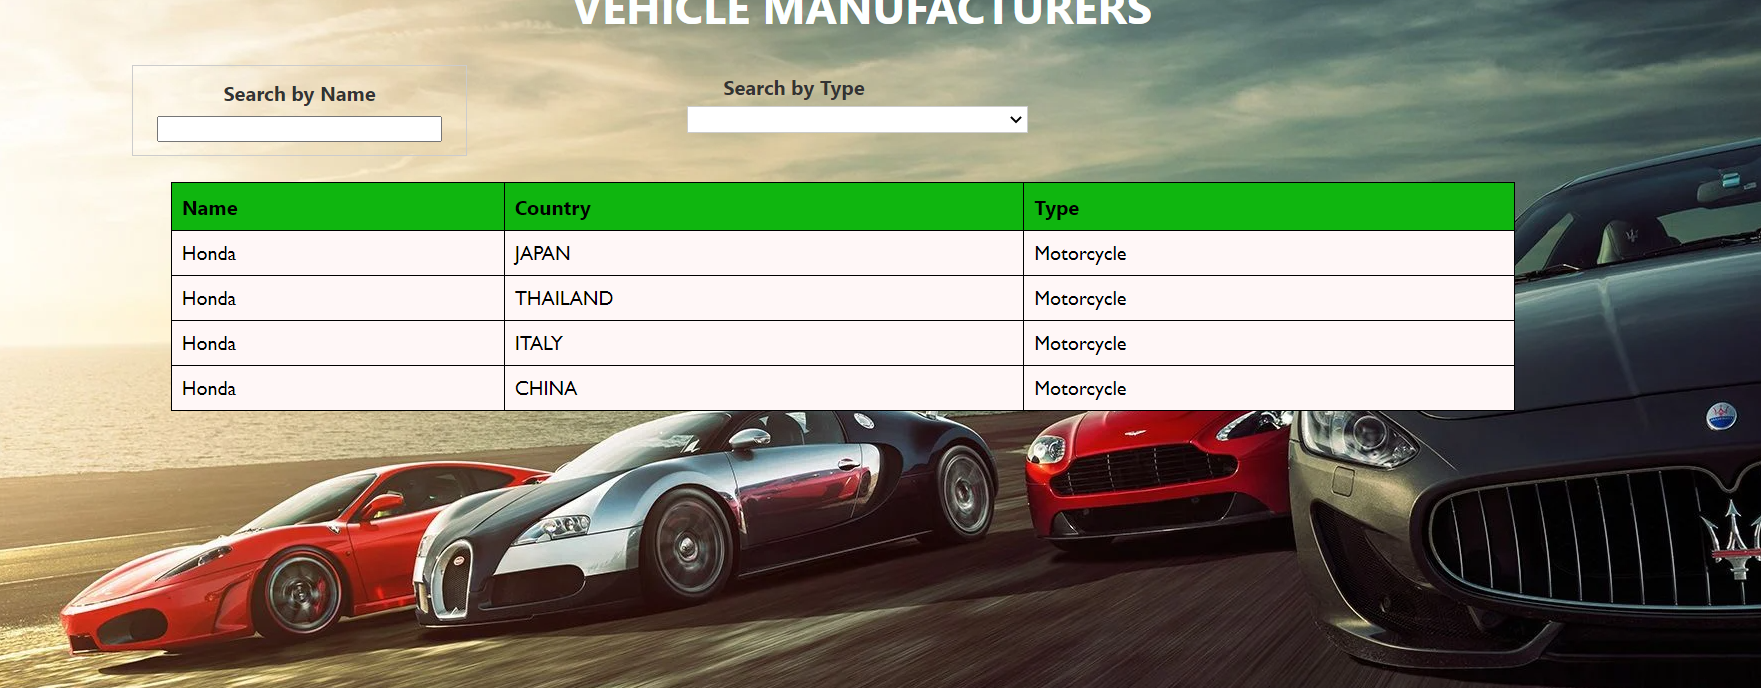 VEHICLE MANUFACTURERS
Search by Name
Search by Type
Name Country Type
Honda JAPAN Motorcycle
Honda THAILAND Motorcycle
Honda ITALY Motorcycle
Honda CHINA Motorcycle